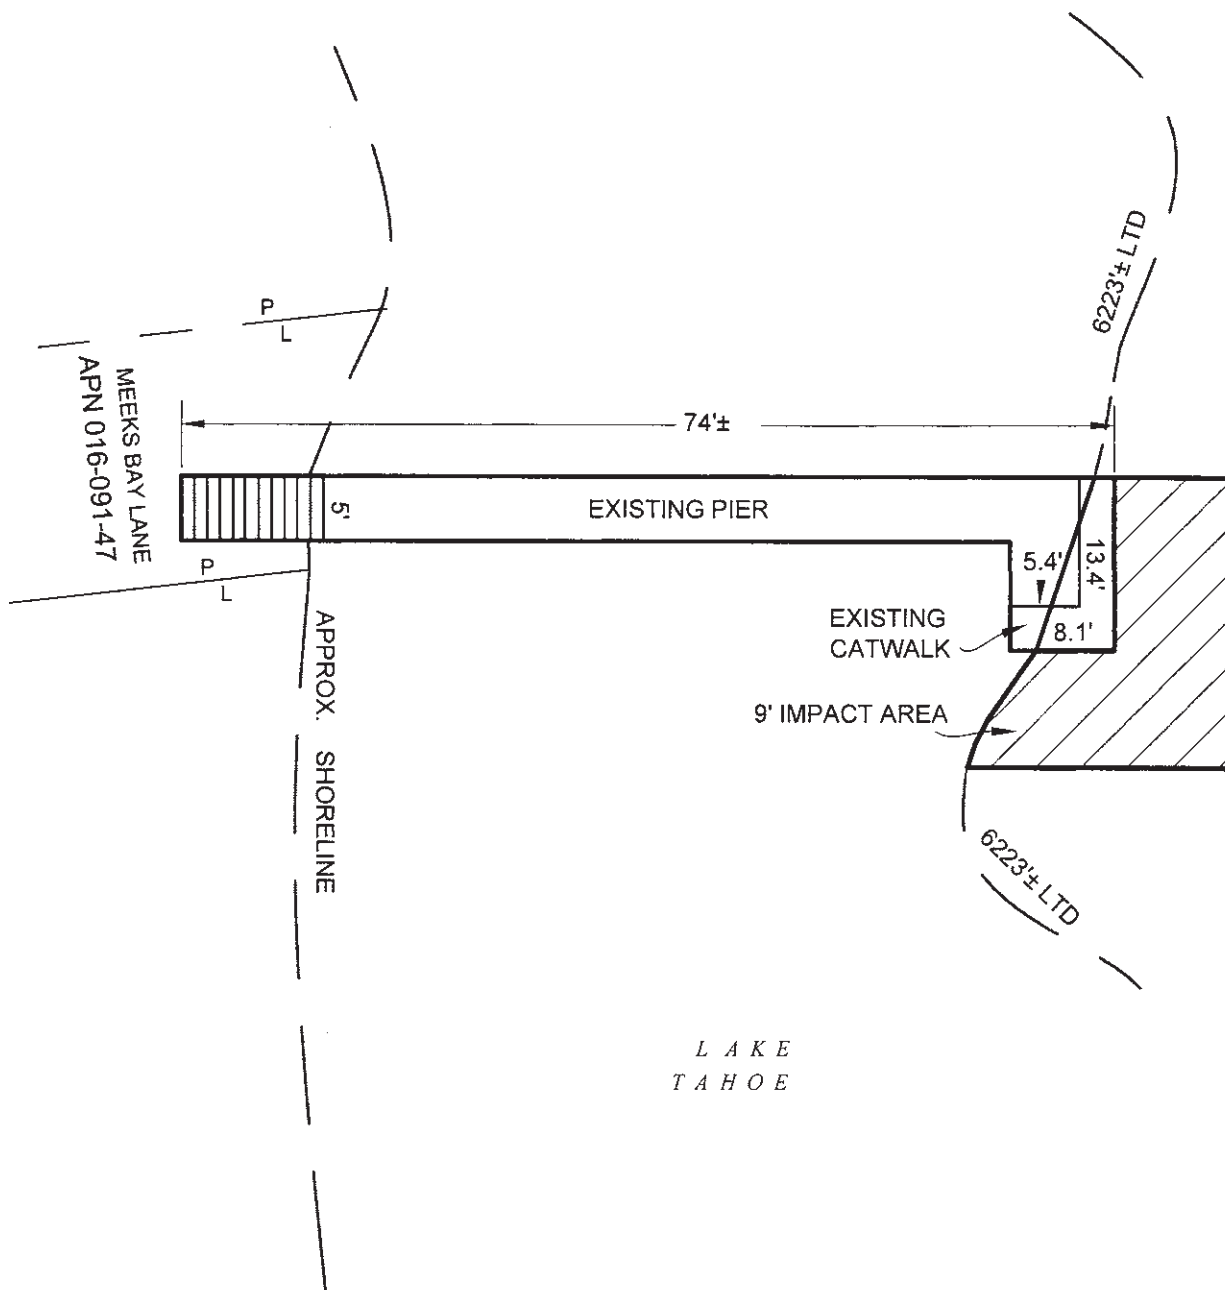 6223'± LTD
P
L
MEEKS BAY LANE
APN 016-091-47
74'±
5'
EXISTING PIER
13.4'
5.4'
8.1'
EXISTING
CATWALK
P
L
9' IMPACT AREA
APPROX. SHORELINE
6223'± LTD
LAKE
TAHOE